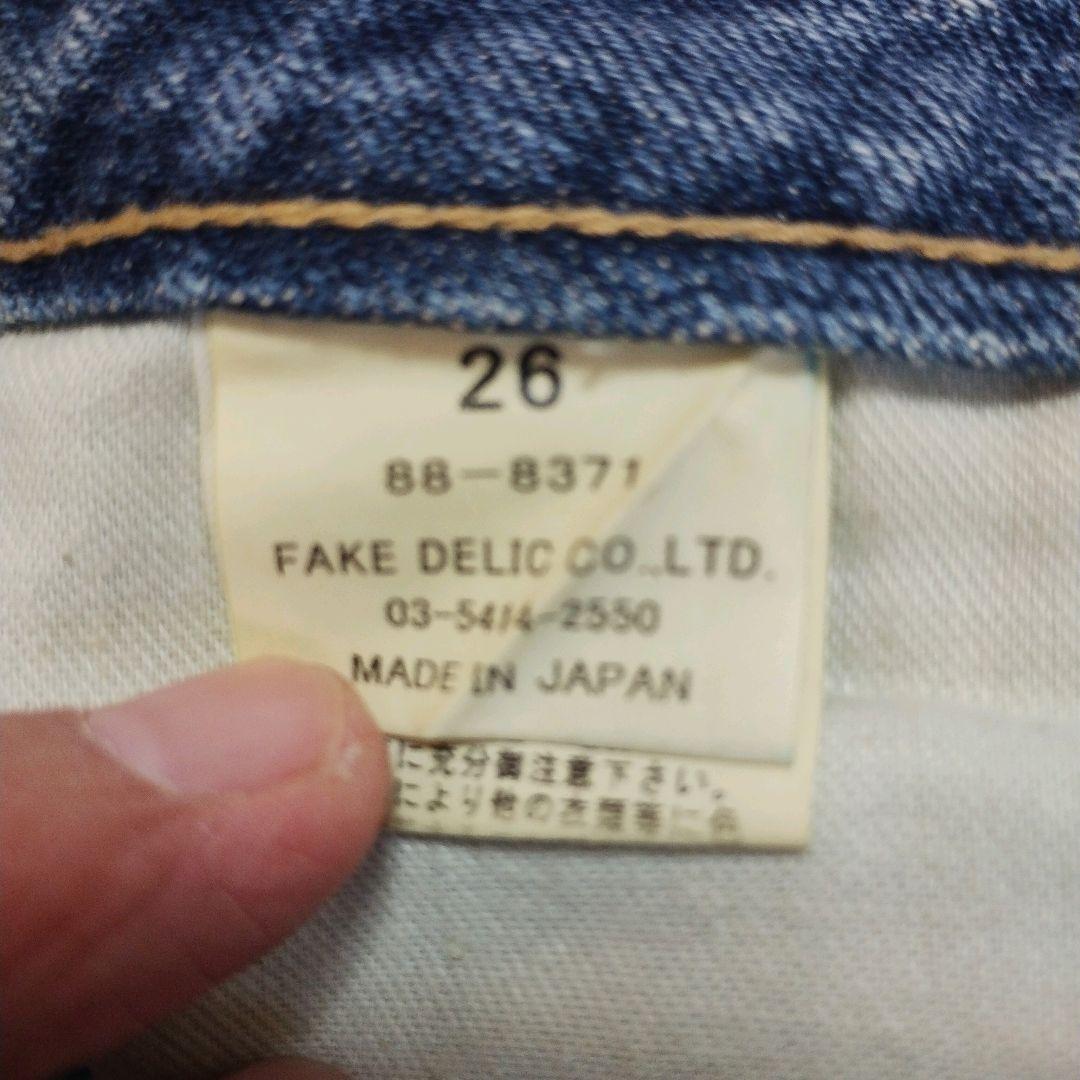 26
88-8371
FAKE DELIC CO.,LTD.
03-5414-2550
MADE IN JAPAN
に充分御注意下さい。
により他の衣類等に色